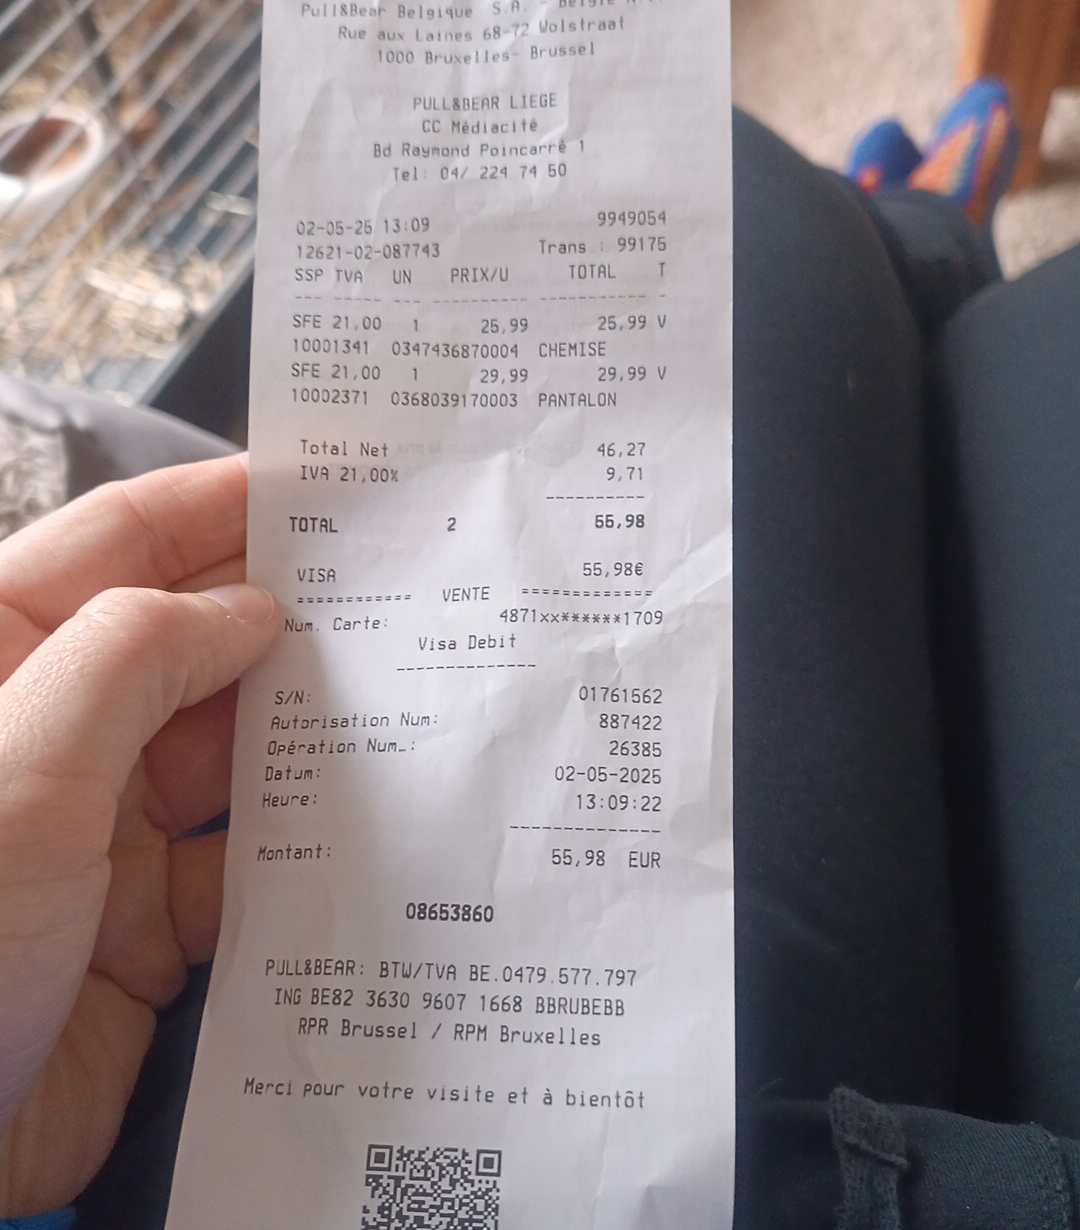 Pull&Bear Belgique S.A. - België
Rue aux Laines 68-72 Wolstraat
1000 Bruxelles- Brussel
PULL&BEAR LIEGE
CC Médiacité
Bd Raymond Poincarré 1
Tel: 04/ 224 74 50
02-05-25 13:09 9949054
12621-02-087743 Trans.: 99175
SSP TVA UN PRIX/U TOTAL T
--- ----- --- ---------- ----------- -
SFE 21,00 1 25,99 25,99 V
10001341 0347436870004 CHEMISE
SFE 21,00 1 29,99 29,99 V
10002371 0368039170003 PANTALON
Total Net 46,27
IVA 21,00% 9,71
----------
TOTAL 2 55,98
VISA 55,98€
============ VENTE =============
Num. Carte: 4871xx******1709
Visa Debit
--------------
S/N: 01761562
Autorisation Num: 887422
Opération Num_: 26385
Datum: 02-05-2025
Heure: 13:09:22
--------------
Montant: 55,98 EUR
08653860
PULL&BEAR: BTW/TVA BE.0479.577.797
ING BE82 3630 9607 1668 BBRUBEBB
RPR Brussel / RPM Bruxelles
Merci pour votre visite et à bientôt